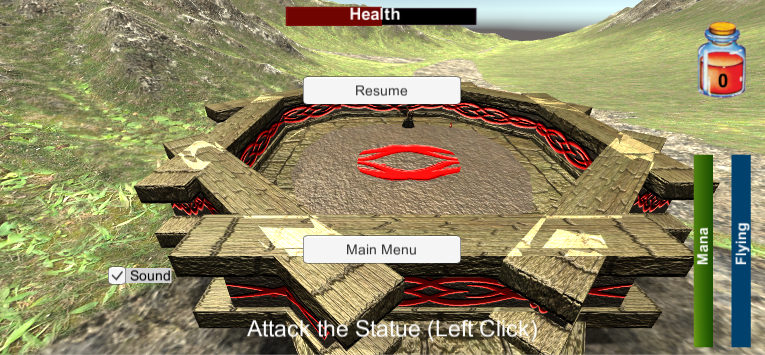 Health
0
Resume
Mana
Flying
Main Menu
Sound
Attack the Statue (Left Click)